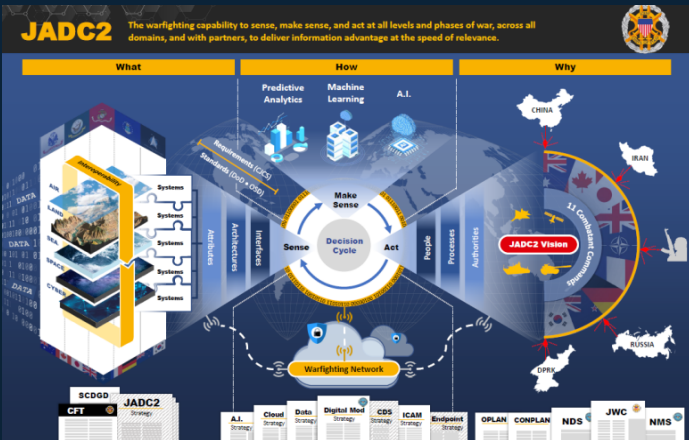 JADC2
The warfighting capability to sense, make sense, and act at all levels and phases of war, across all
domains, and with partners, to deliver information advantage at the speed of relevance.
What
How
Why
Predictive
Analytics
Machine
Learning
A.I.
Interoperability
AIR
LAND
SEA
SPACE
CYBER
Systems
Systems
Systems
Systems
Systems
DATA
DATA
Requirements (CJCS)
Standards (DoD + OSD)
Attributes
Architectures
Interfaces
Make
Sense
Sense
Decision
Cycle
Act
People
Processes
Authorities
JADC2 Vision
11 Combatant Commands
CHINA
IRAN
RUSSIA
DPRK
Warfighting Network
SCDGD
CFT
JADC2
Strategy
A.I.
Strategy
Cloud
Strategy
Data
Strategy
Digital Mod
Strategy
CDS
Strategy
ICAM
Strategy
Endpoint
Strategy
OPLAN
CONPLAN
NDS
JWC
NMS